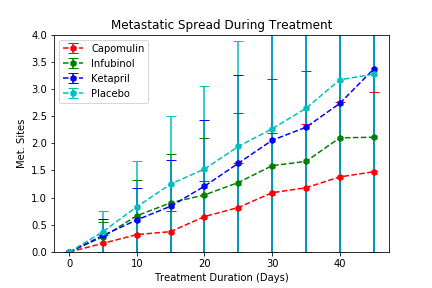 Metastatic Spread During Treatment
4.0
3.5
3.0
2.5
2.0
1.5
1.0
0.5
0.0
Met. Sites
Capomulin
Infubinol
Ketapril
Placebo
0
10
20
30
40
Treatment Duration (Days)